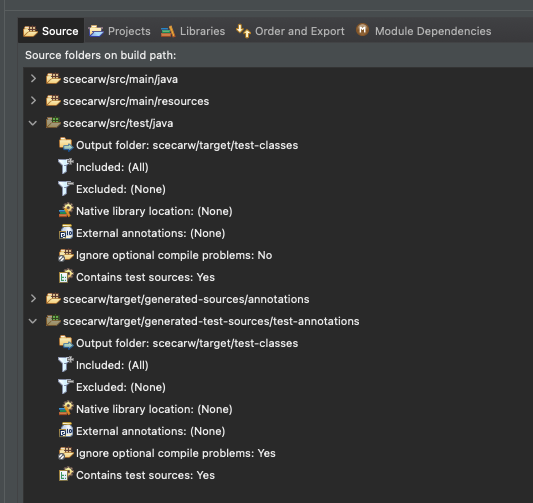 Source Projects Libraries Order and Export M Module Dependencies
Source folders on build path:
scecarw/src/main/java
scecarw/src/main/resources
scecarw/src/test/java
Output folder: scecarw/target/test-classes
Included: (All)
Excluded: (None)
Native library location: (None)
External annotations: (None)
Ignore optional compile problems: No
Contains test sources: Yes
scecarw/target/generated-sources/annotations
scecarw/target/generated-test-sources/test-annotations
Output folder: scecarw/target/test-classes
Included: (All)
Excluded: (None)
Native library location: (None)
External annotations: (None)
Ignore optional compile problems: Yes
Contains test sources: Yes